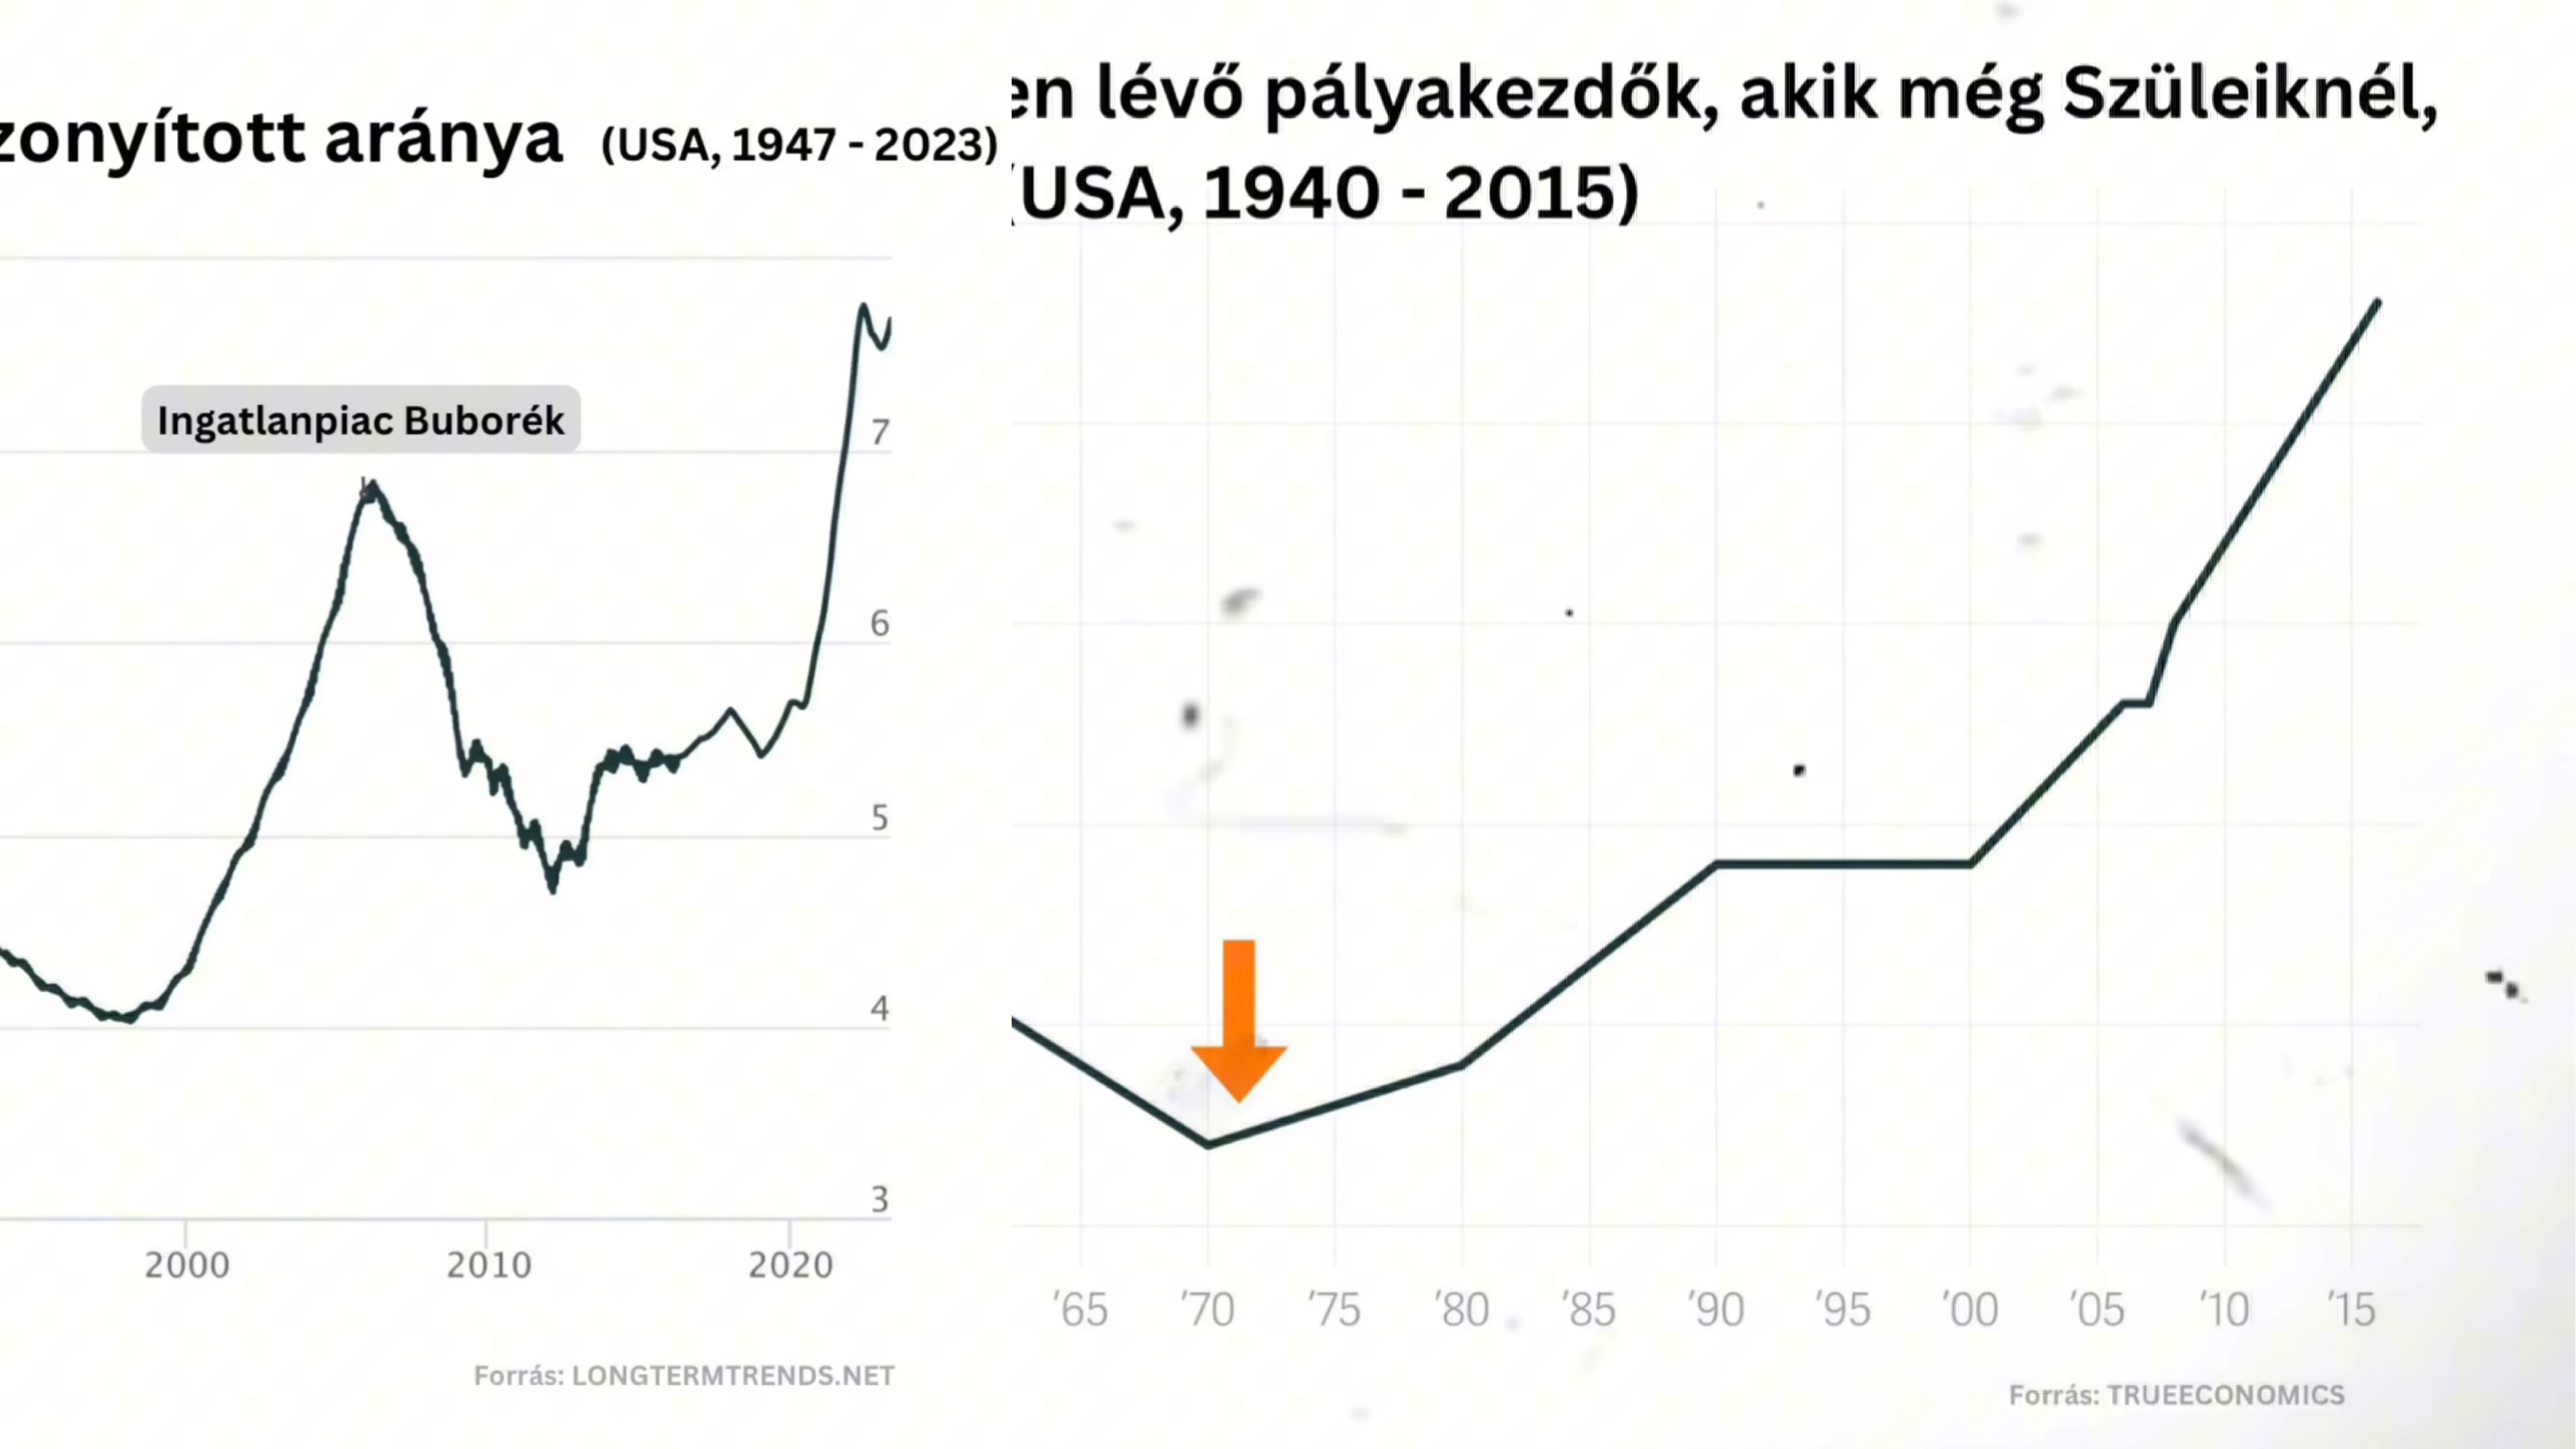 zonyított aránya (USA, 1947 - 2023)
Ingatlanpiac Buborék
7
6
5
4
3
2000 2010 2020
Forrás: LONGTERMTRENDS.NET
en lévő pályakezdők, akik még Szüleiknél,
(USA, 1940 - 2015)
'65 '70 '75 '80 '85 '90 '95 '00 '05 '10 '15
Forrás: TRUEECONOMICS